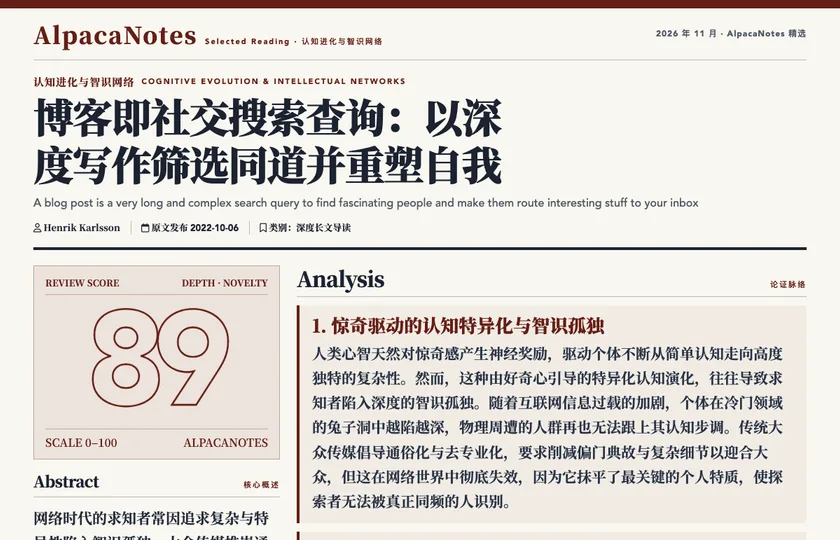 AlpacaNotes Selected Reading · 认知进化与智识网络
2026 年 11 月 · AlpacaNotes 精选
认知进化与智识网络 COGNITIVE EVOLUTION & INTELLECTUAL NETWORKS
博客即社交搜索查询：以深
度写作筛选同道并重塑自我
A blog post is a very long and complex search query to find fascinating people and make them route interesting stuff to your inbox
Henrik Karlsson 原文发布 2022-10-06 类别：深度长文导读
REVIEW SCORE DEPTH · NOVELTY
89
SCALE 0–100 ALPACANOTES
Abstract 核心概述
网络时代的求知者常因追求复杂与特
Analysis 论证脉络
1. 惊奇驱动的认知特异化与智识孤独
人类心智天然对惊奇感产生神经奖励，驱动个体不断从简单认知走向高度
独特的复杂性。然而，这种由好奇心引导的特异化认知演化，往往导致求
知者陷入深度的智识孤独。随着互联网信息过载的加剧，个体在冷门领域
的兔子洞中越陷越深，物理周遭的人群再也无法跟上其认知步调。传统大
众传媒倡导通俗化与去专业化，要求削减偏门典故与复杂细节以迎合大
众，但这在网络世界中彻底失效，因为它抹平了最关键的个人特质，使探
索者无法被真正同频的人识别。